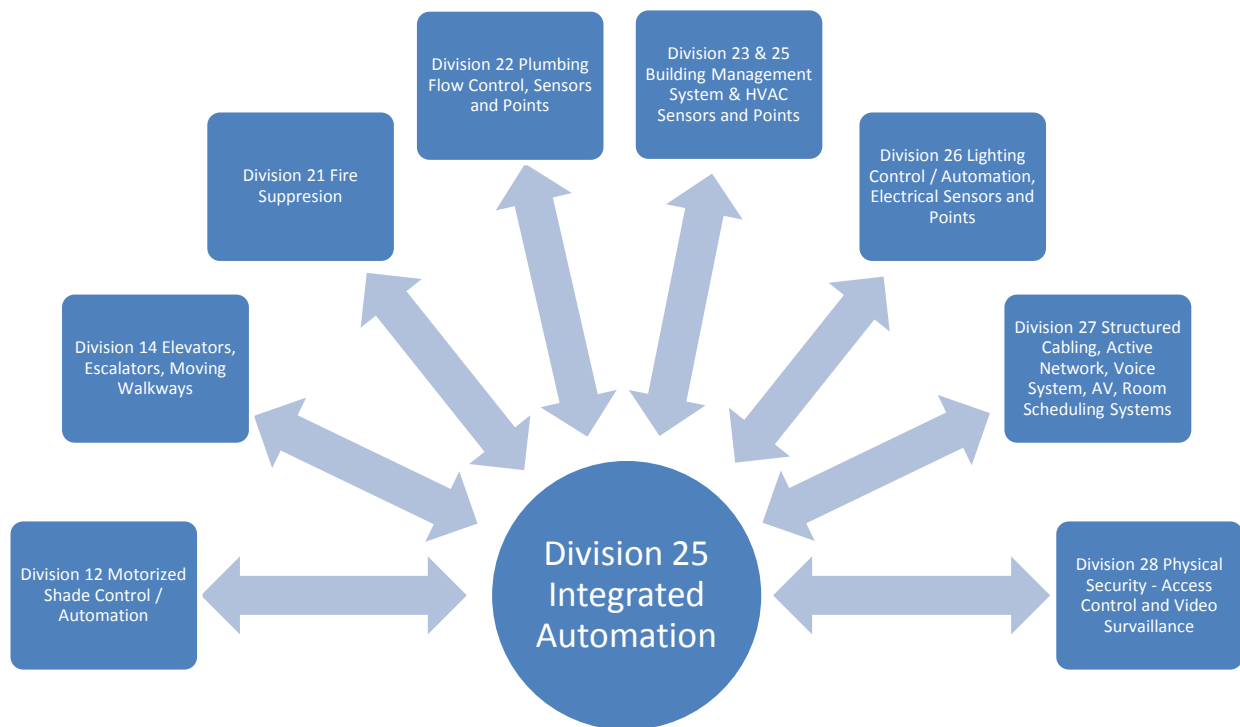 Division 22 Plumbing
Flow Control, Sensors
and Points
Division 23 & 25
Building Management
System & HVAC
Sensors and Points
Division 21 Fire
Suppresion
Division 26 Lighting
Control / Automation,
Electrical Sensors and
Points
Division 14 Elevators,
Escalators, Moving
Walkways
Division 27 Structured
Cabling, Active
Network, Voice
System, AV, Room
Scheduling Systems
Division 12 Motorized
Shade Control /
Automation
Division 25
Integrated
Automation
Division 28 Physical
Security - Access
Control and Video
Survaillance